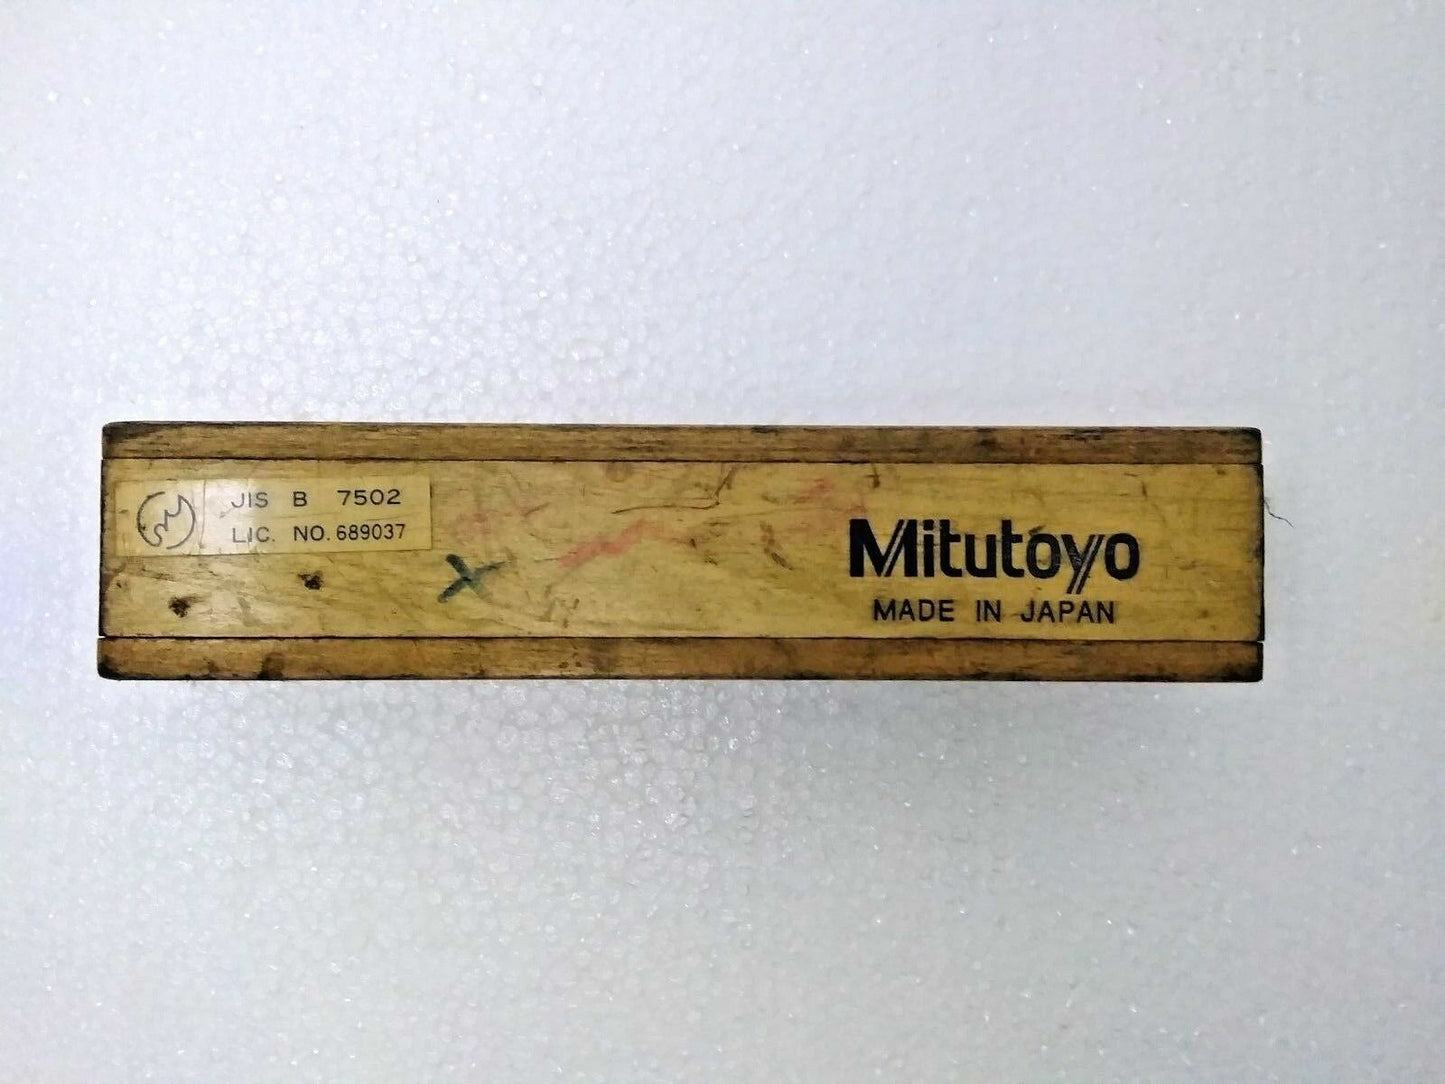 JIS B 7502
LIC. NO. 689037
Mitutoyo
MADE IN JAPAN